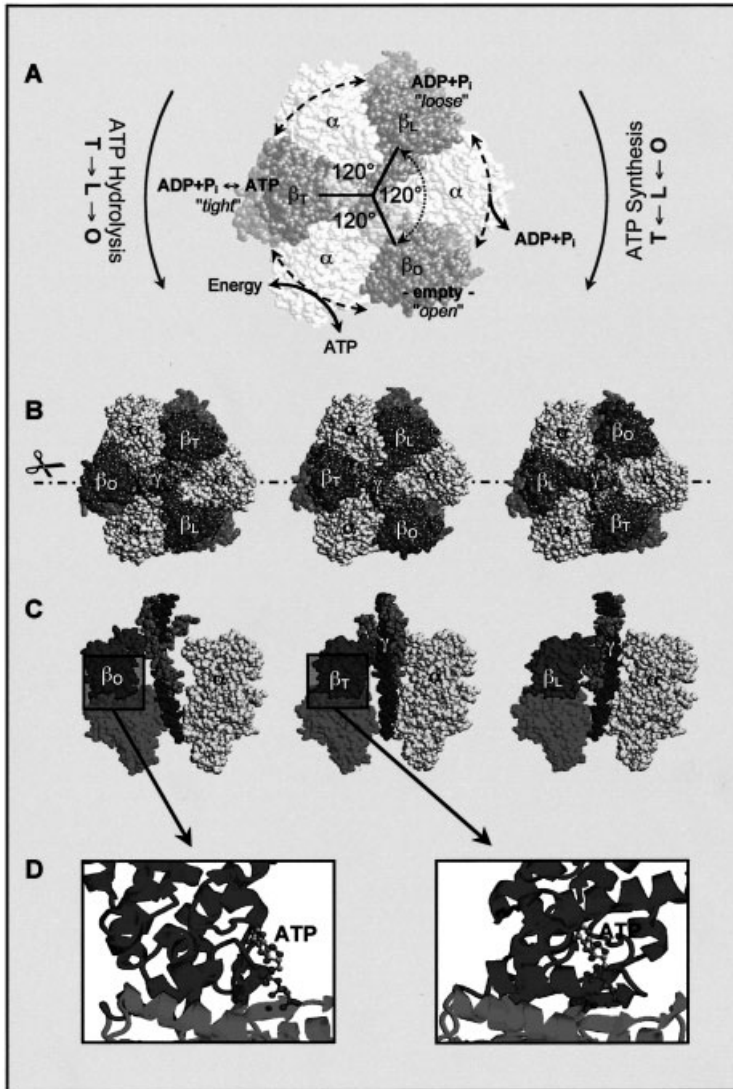 A
ATP Hydrolysis
T → L → O
ADP+Pi
"loose"
βL
α
ADP+Pi ↔ ATP
"tight"
βT
120°
120°
120°
α
ADP+Pi
α
βO
- empty -
"open"
Energy
ATP
ATP Synthesis
T ← L ← O
B
α
βT
βO
γ
α
α
βL
α
βL
βT
γ
α
α
βO
α
βO
βL
γ
α
α
βT
C
βO
α
βT
γ
α
βL
γ
α
D
ATP
ATP